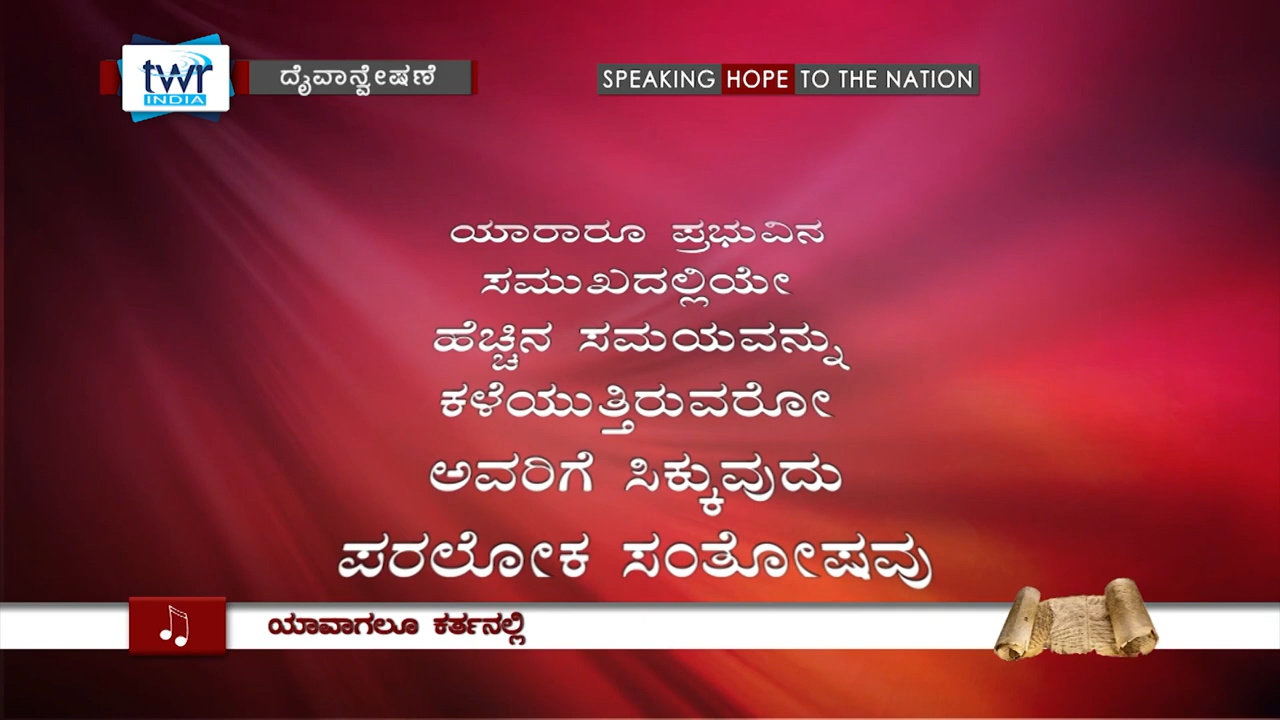 twr
INDIA
ದೈವಾನ್ವೇಷಣೆ
SPEAKING HOPE TO THE NATION
ಯಾರಾರೂ ಪ್ರಭುವಿನ
ಸಮುಖದಲ್ಲಿಯೇ
ಹೆಚ್ಚಿನ ಸಮಯವನ್ನು
ಕಳೆಯುತ್ತಿರುವರೋ
ಅವರಿಗೆ ಸಿಕ್ಕುವುದು
ಪರಲೋಕ ಸಂತೋಷವು
ಯಾವಾಗಲೂ ಕರ್ತನಲ್ಲಿ